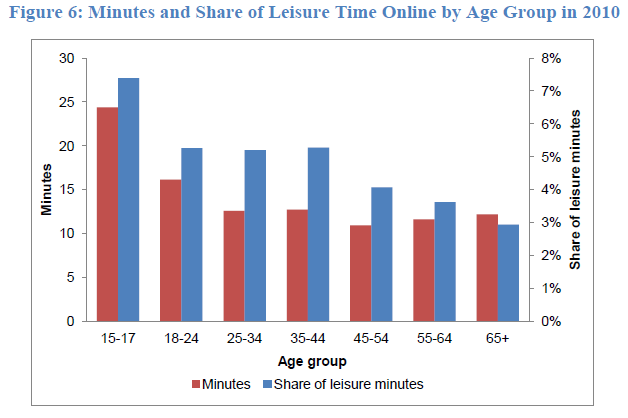 Figure 6: Minutes and Share of Leisure Time Online by Age Group in 2010
30
25
20
15
10
5
0
Minutes
8%
7%
6%
5%
4%
3%
2%
1%
0%
Share of leisure minutes
15-17 18-24 25-34 35-44 45-54 55-64 65+
Age group
Minutes Share of leisure minutes